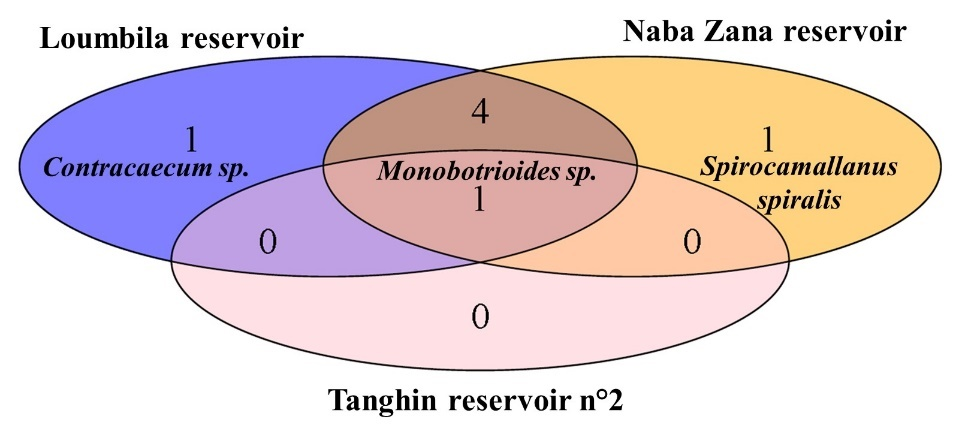 Loumbila reservoir
Naba Zana reservoir
4
1
1
Contracaecum sp.
Monobotrioides sp.
Spirocamallanus
spiralis
1
0
0
0
Tanghin reservoir n°2